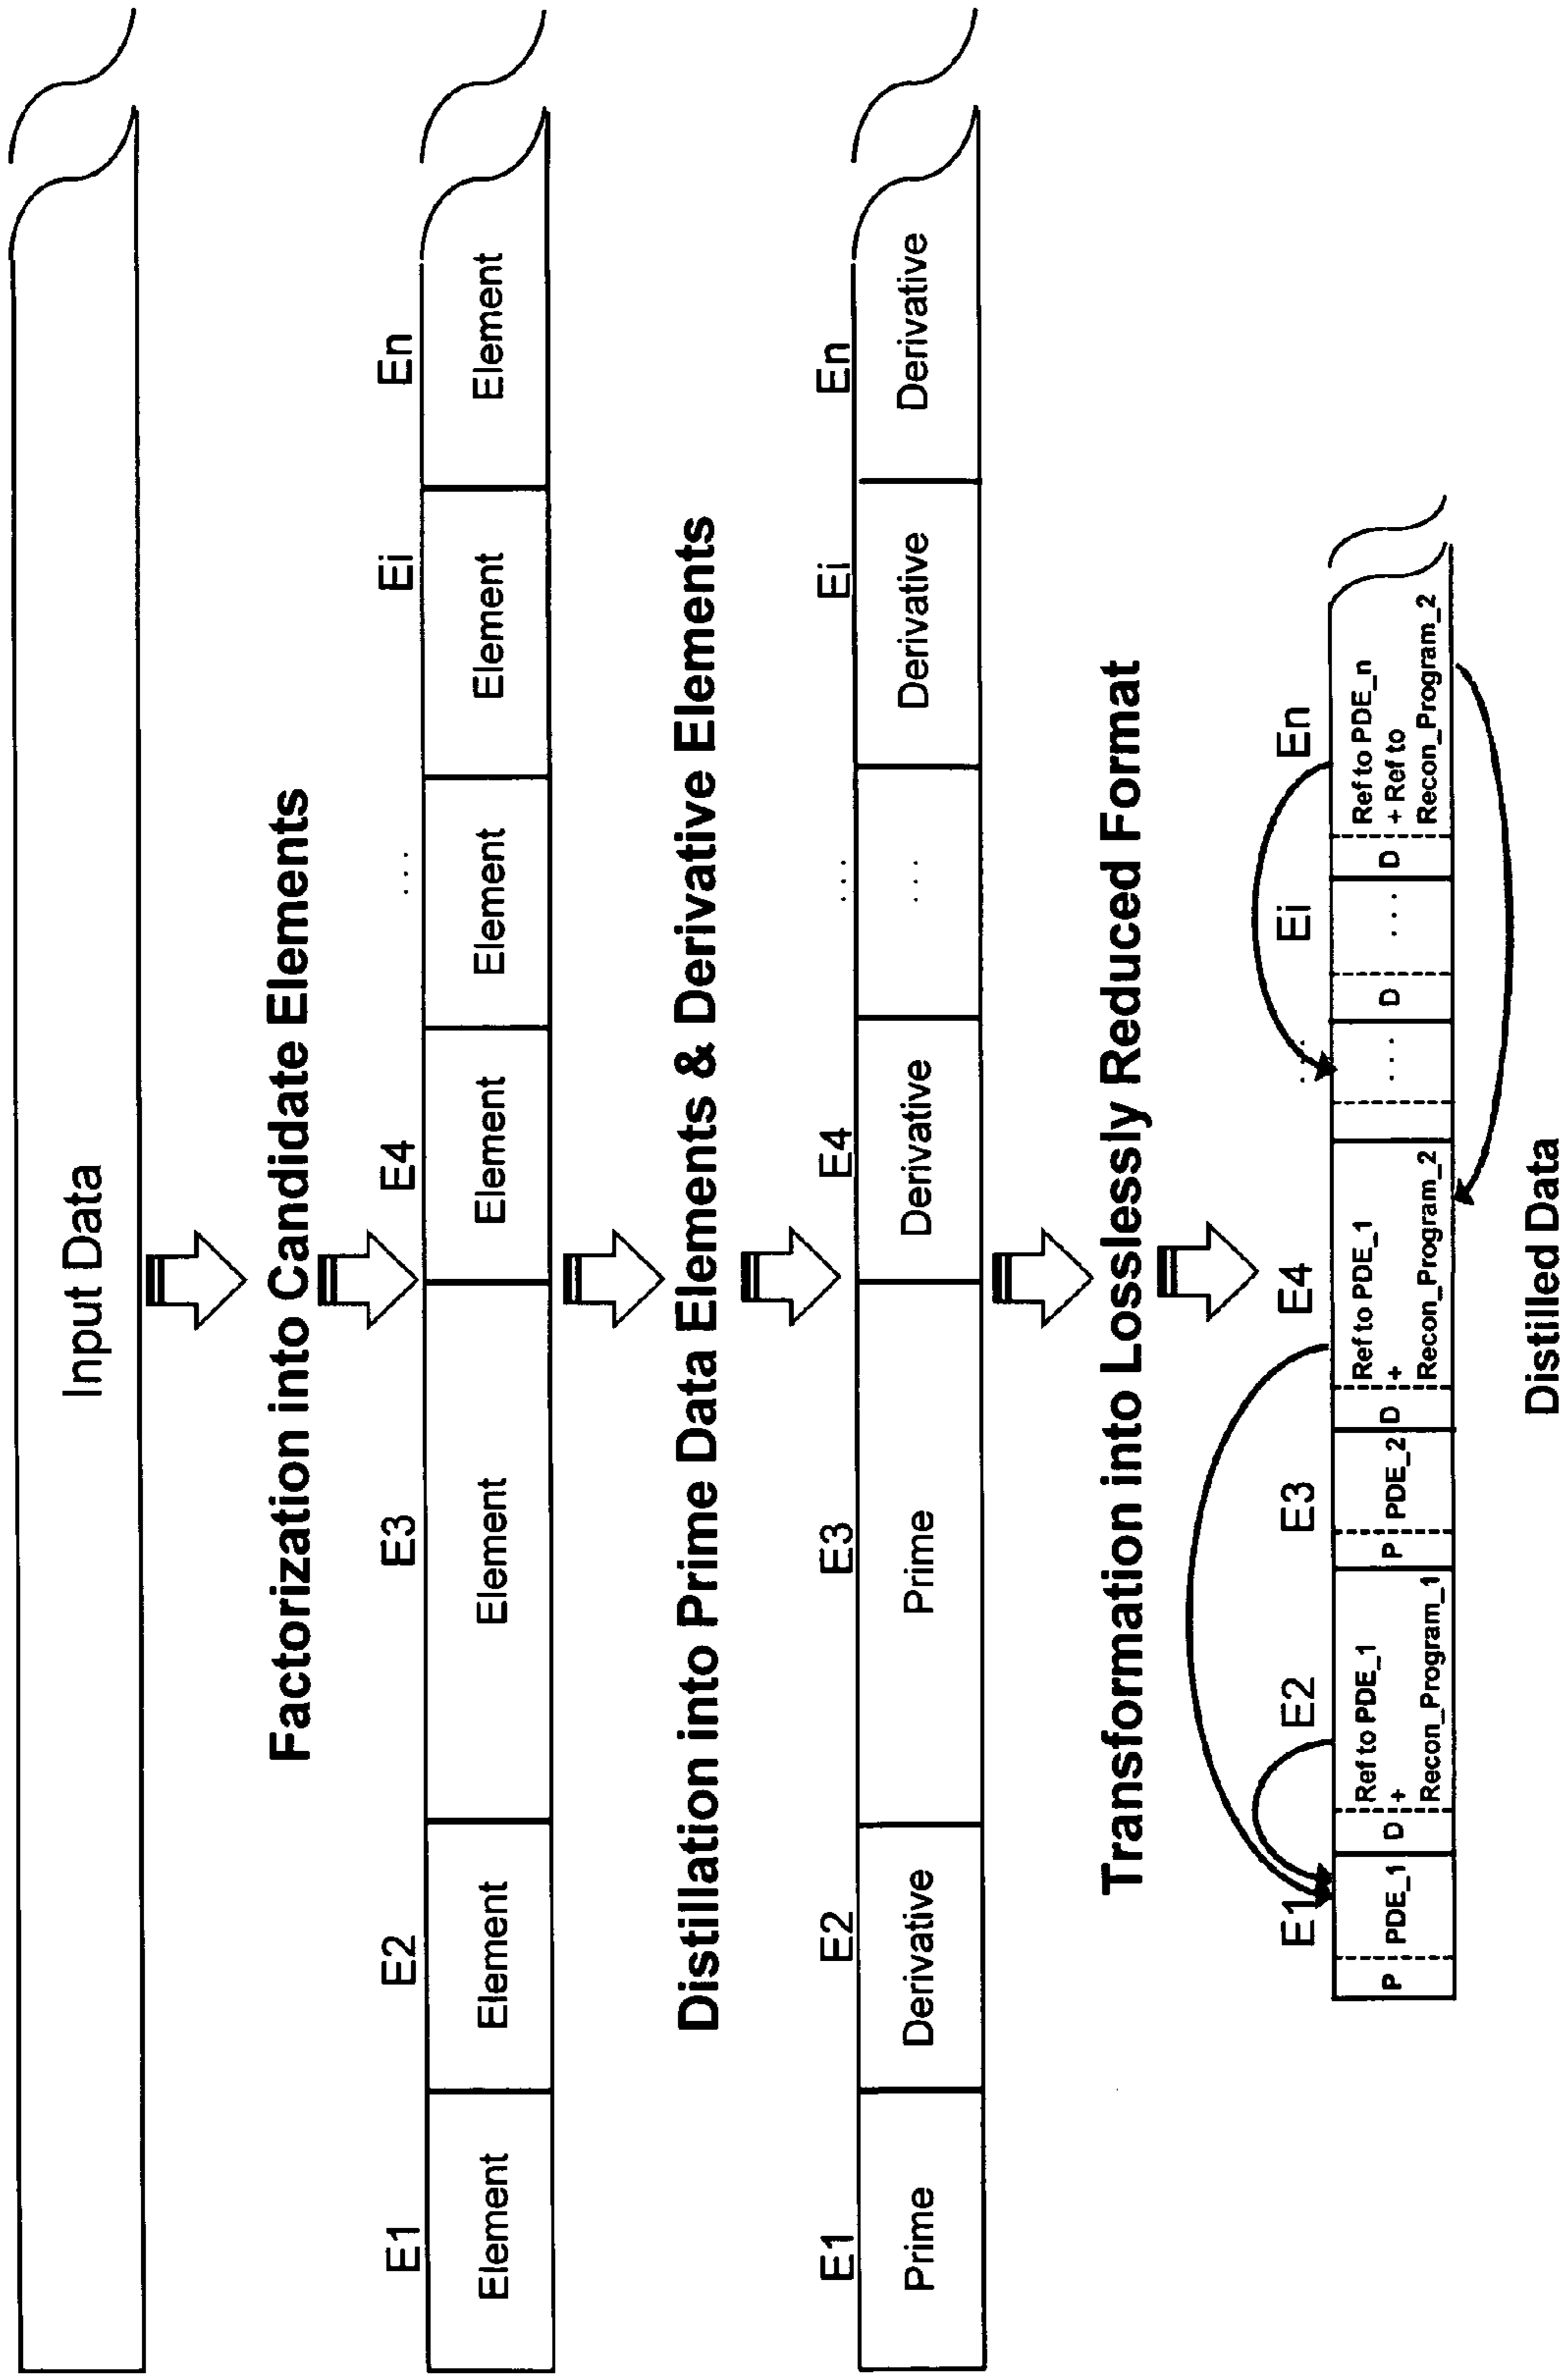 Input Data
Factorization into Candidate Elements
E1 E2 E3 E4 ... Ei En
Element Element Element Element Element Element Element
Distillation into Prime Data Elements & Derivative Elements
E1 E2 E3 E4 ... Ei En
Prime Derivative Prime Derivative ... Derivative Derivative
Transformation into Losslessly Reduced Format
E1 E2 E3 E4 ... Ei En
P PDE_1 D Ref to PDE_1 + Recon_Program_1 P PDE_2 D Ref to PDE_1 + Recon_Program_2 ... D ... D Ref to PDE_n + Ref to Recon_Program_2
Distilled Data